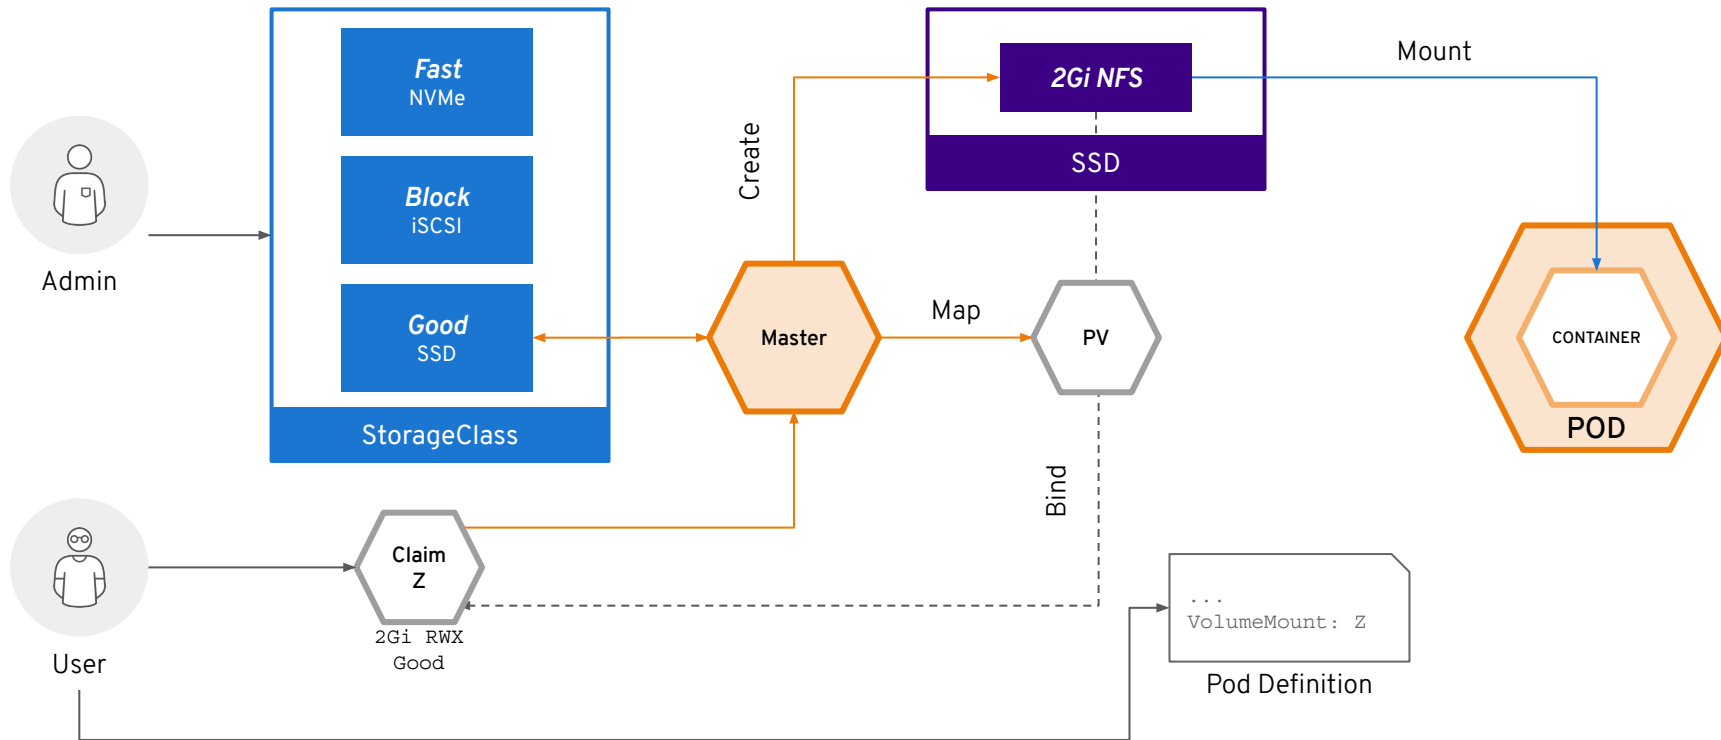 Fast
NVMe
Block
iSCSI
Good
SSD
StorageClass
Admin
Create
2Gi NFS
SSD
Mount
Master
Map
PV
CONTAINER
POD
Bind
User
Claim
Z
2Gi RWX
Good
...
VolumeMount: Z
Pod Definition